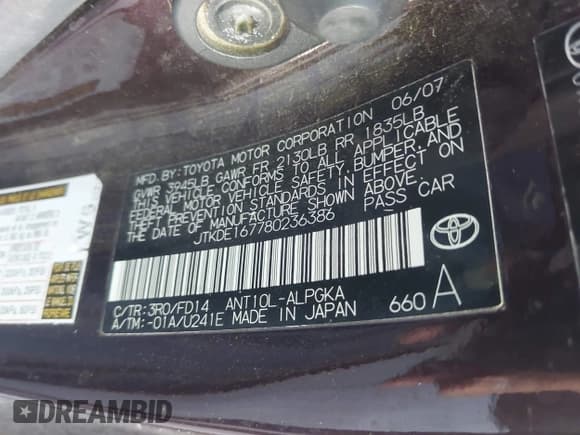 MFD. BY: TOYOTA MOTOR CORPORATION 06/07
GVWR 3945LB GAWR FR 2130LB RR 1835LB
THIS VEHICLE CONFORMS TO ALL APPLICABLE
FEDERAL MOTOR VEHICLE SAFETY, BUMPER, AND
THEFT PREVENTION STANDARDS IN EFFECT ON
THE DATE OF MANUFACTURE SHOWN ABOVE.
JTKDE167780236386 PASS CAR
C/TR: 3R0/FD14 ANT10L-ALPGKA
A/TM: -01A/U241E MADE IN JAPAN 660 A
DREAMBID